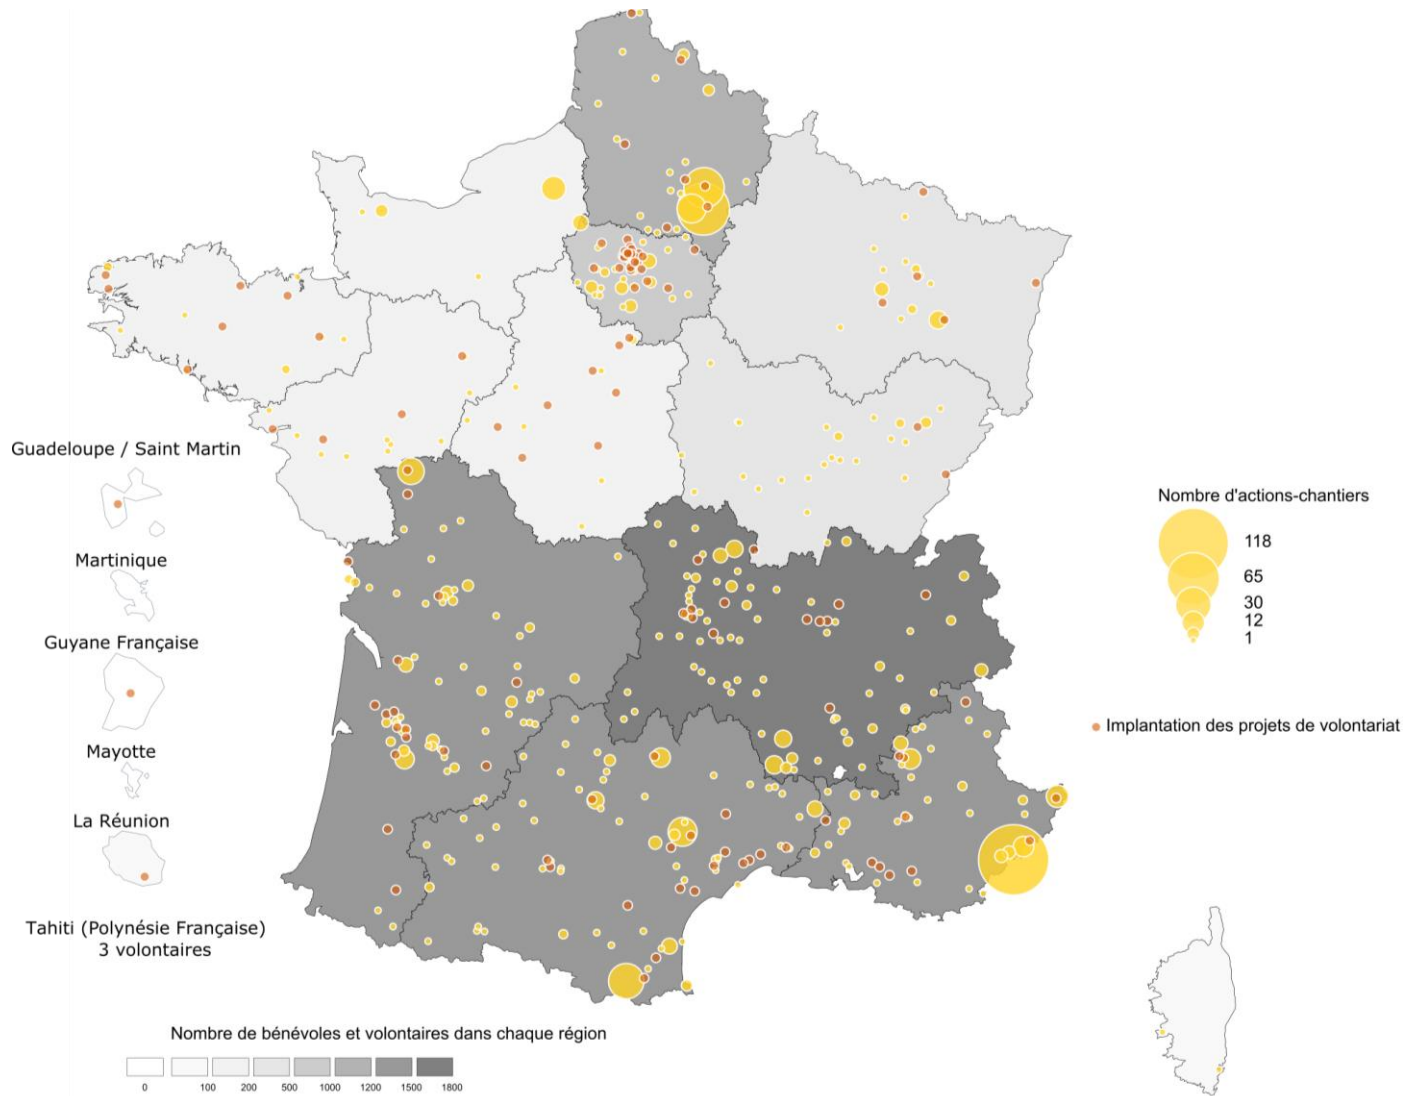 Guadeloupe / Saint Martin
Martinique
Guyane Française
Mayotte
La Réunion
Tahiti (Polynésie Française)
3 volontaires
Nombre d'actions-chantiers
118
65
30
12
1
Implantation des projets de volontariat
Nombre de bénévoles et volontaires dans chaque région
0 100 200 500 1000 1200 1500 1800